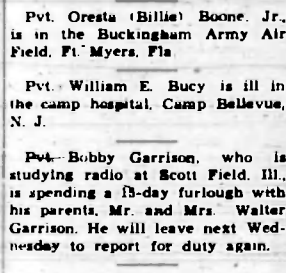 Pvt. Oresta (Billie) Boone. Jr.,
is in the Buckingham Army Air
Field, Ft. Myers, Fla.
Pvt. William E. Bucy is ill in
the camp hospital, Camp Bellevue,
N. J.
Pvt. Bobby Garrison, who is
studying radio at Scott Field, Ill.,
is spending a 15-day furlough with
his parents, Mr. and Mrs. Walter
Garrison. He will leave next Wed-
nesday to report for duty again.